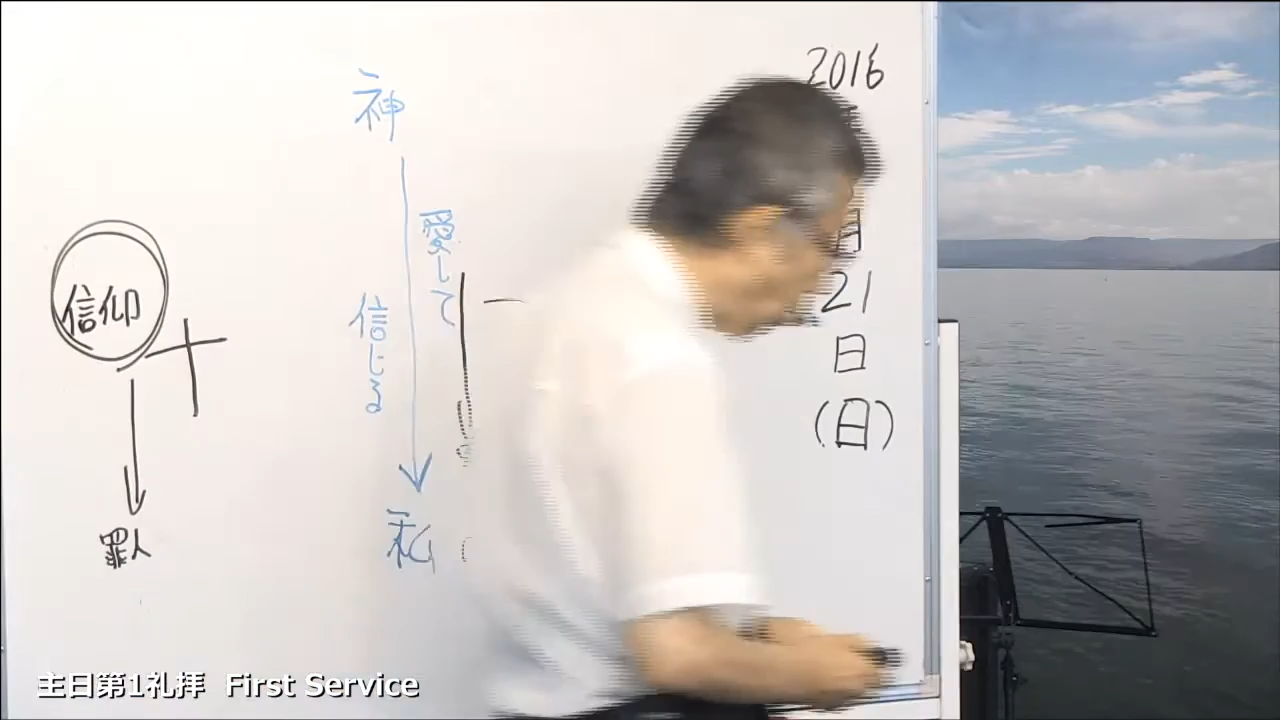 2016
月
21
日
(日)
神
愛して
信じる
私
信仰
罪人
主日第1礼拝 First Service